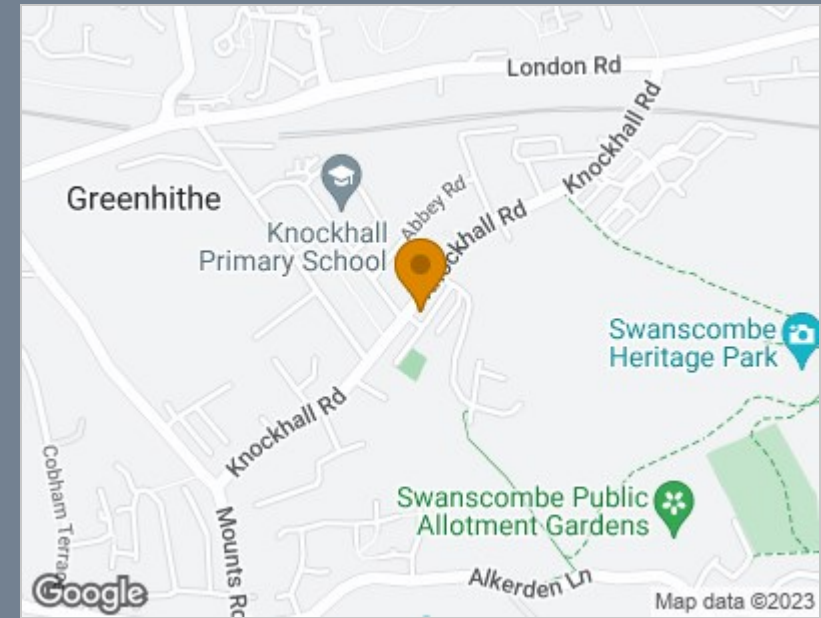 London Rd
Knockhall Rd
Greenhithe
Abbey Rd
Knockhall
Primary School
Knockhall Rd
Swanscombe
Heritage Park
Knockhall Rd
Cobham Terrac
Mounts Rd
Swanscombe Public
Allotment Gardens
Alkerden Ln
Google
Map data ©2023